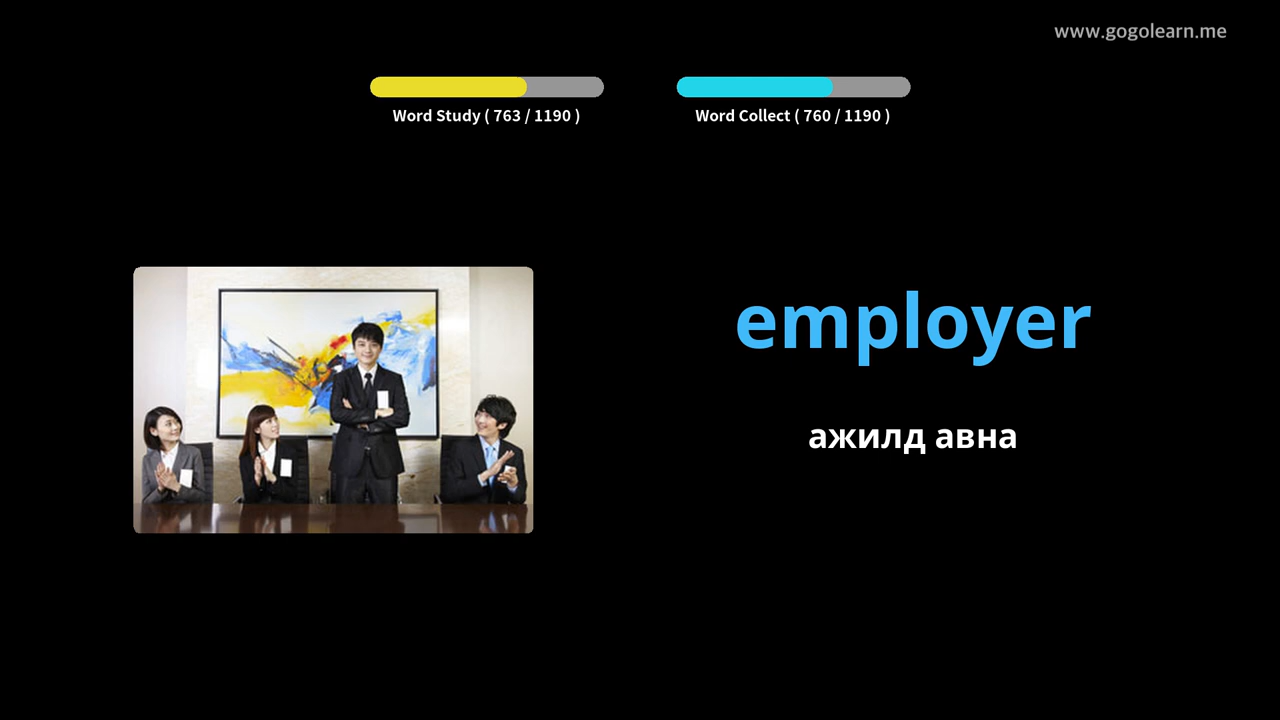 www.gogolearn.me
Word Study ( 763 / 1190 )
Word Collect ( 760 / 1190 )
employer
ажилд авна